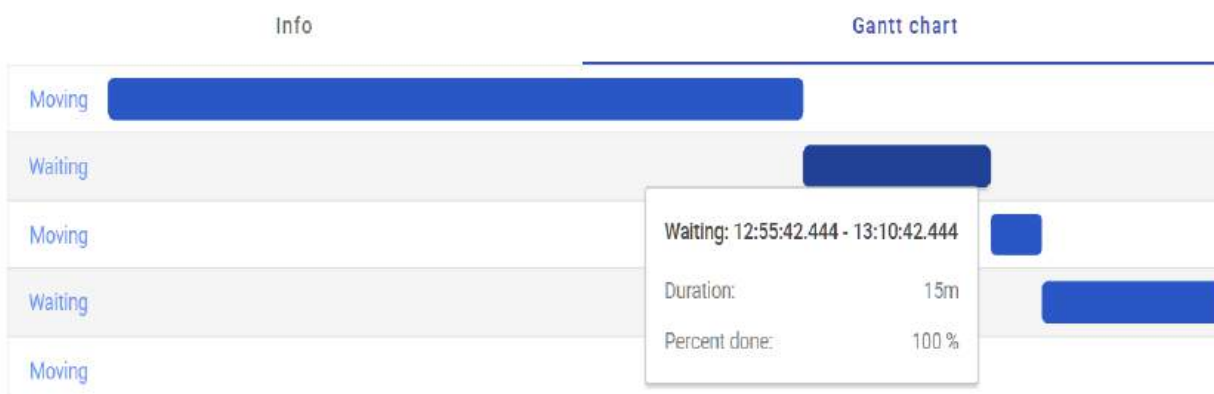 Info Gantt chart
Moving
Waiting
Moving
Waiting: 12:55:42.444 - 13:10:42.444
Duration: 15m
Waiting
Percent done: 100 %
Moving